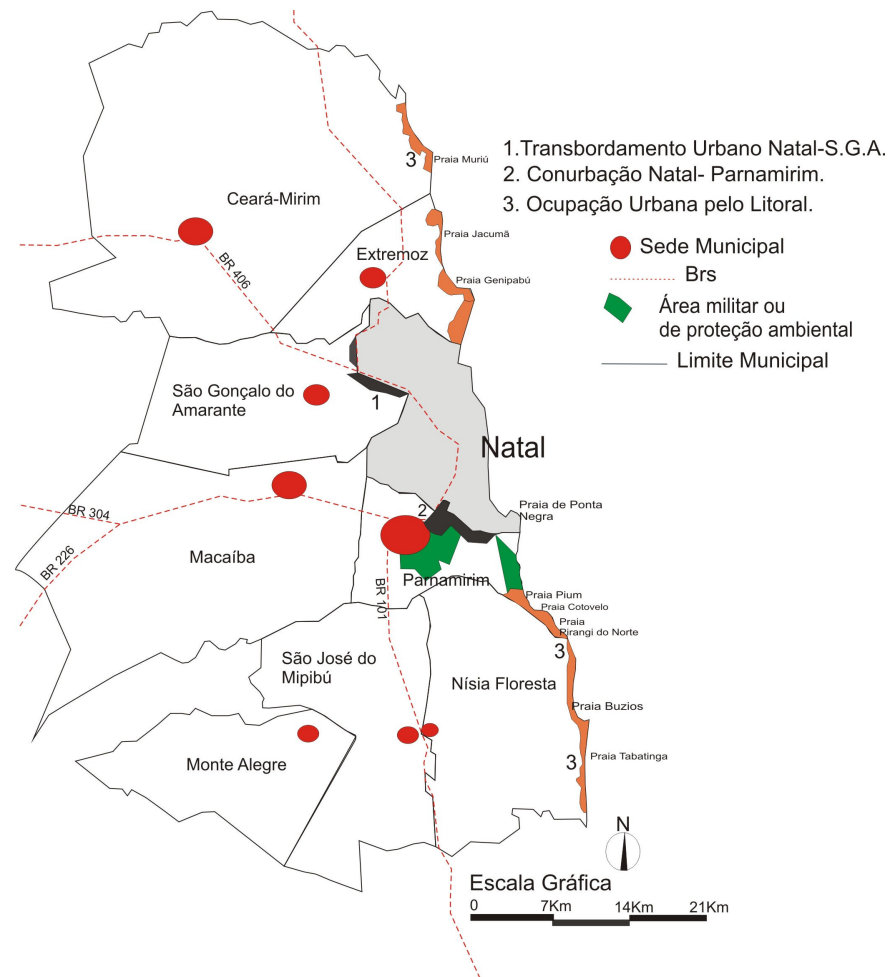 1.Transbordamento Urbano Natal-S.G.A.
2. Conurbação Natal- Parnamirim.
3. Ocupação Urbana pelo Litoral.
Sede Municipal
Brs
Área militar ou
de proteção ambiental
Limite Municipal
3
Praia Muriú
Ceará-Mirim
Praia Jacumã
Extremoz
BR 406
Praia Genipabú
São Gonçalo do
Amarante
1
Natal
2
Praia de Ponta
Negra
BR 304
Macaíba
BR 226
Parnamirim
BR 101
Praia Pium
Praia Cotovelo
Praia
Pirangi do Norte
3
São José do
Mipibú
Nísia Floresta
Praia Buzios
Praia Tabatinga
3
Monte Alegre
N
Escala Gráfica
0 7Km 14Km 21Km